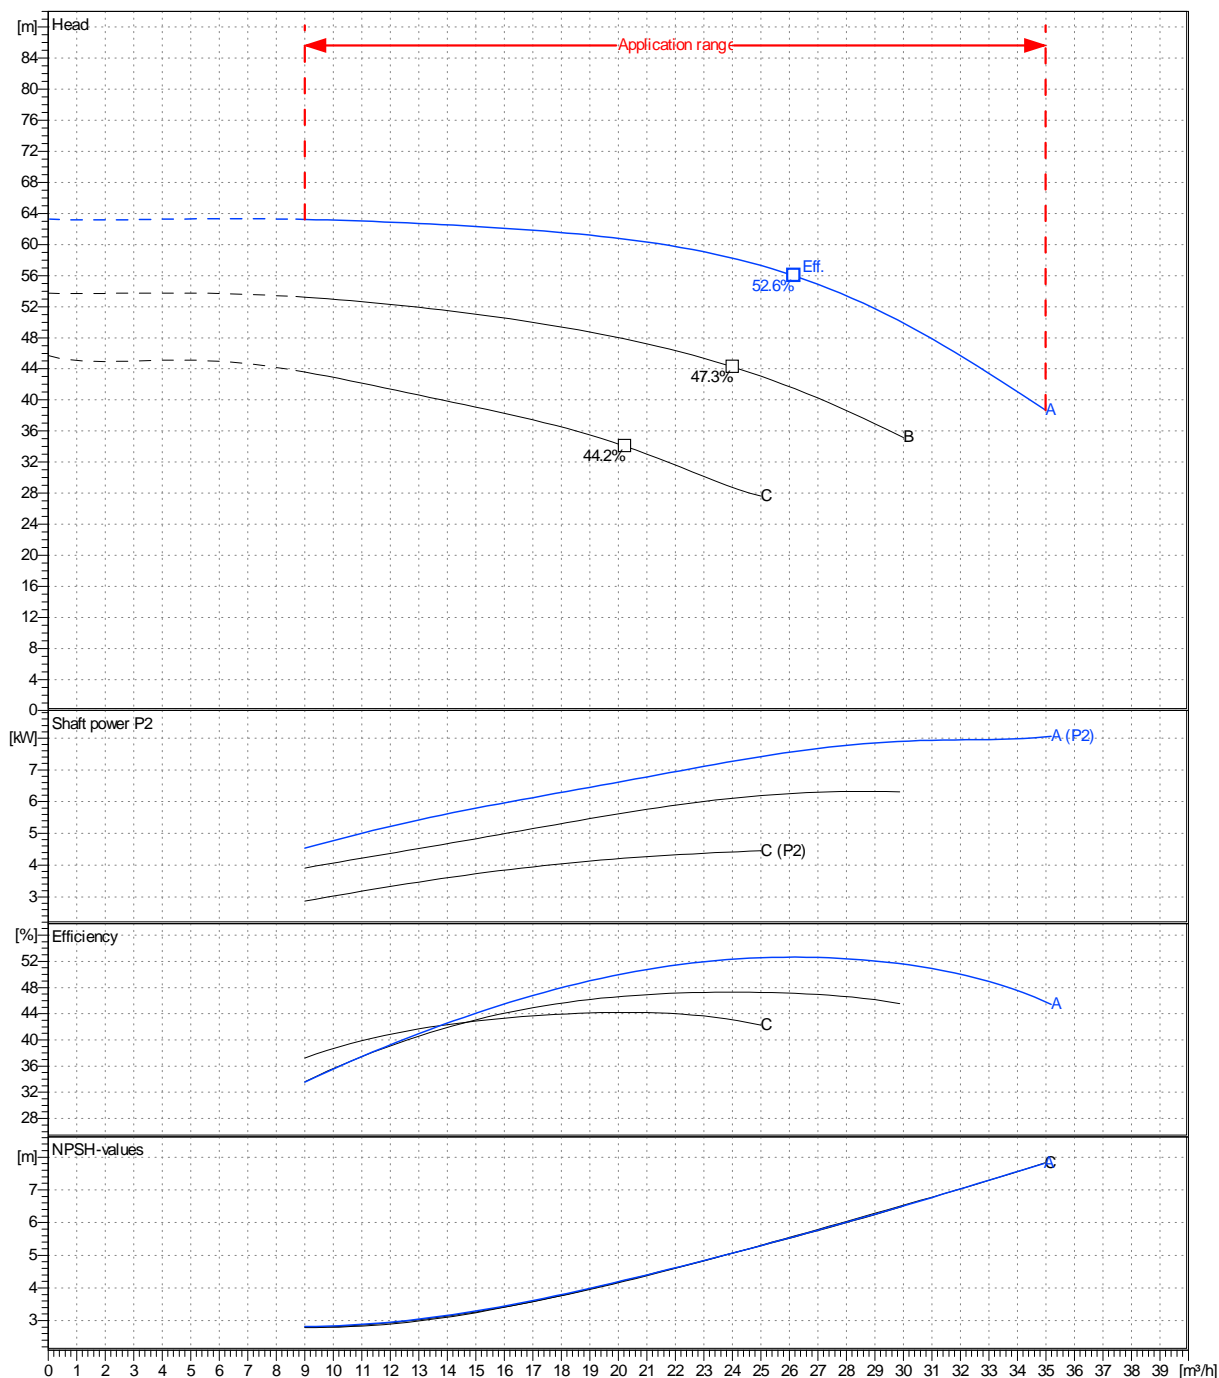 [m] Head
Application range
84
80
76
72
68
64
60
56
52
48
44
40
36
32
28
24
20
16
12
8
4
0
Eff.
52.6%
47.3%
44.2%
A
B
C
Shaft power P2
[kW]
7
6
5
4
3
A (P2)
C (P2)
[%] Efficiency
52
48
44
40
36
32
28
A
C
NPSH-values
[m]
7
6
5
4
3
C
A
0 1 2 3 4 5 6 7 8 9 10 11 12 13 14 15 16 17 18 19 20 21 22 23 24 25 26 27 28 29 30 31 32 33 34 35 36 37 38 39 [m³/h]